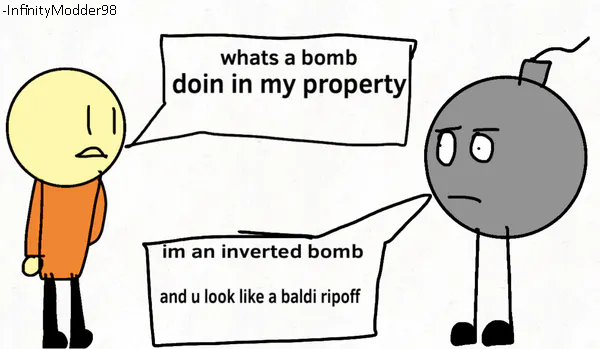 -InfinityModder98
whats a bomb
doin in my property
im an inverted bomb
and u look like a baldi ripoff